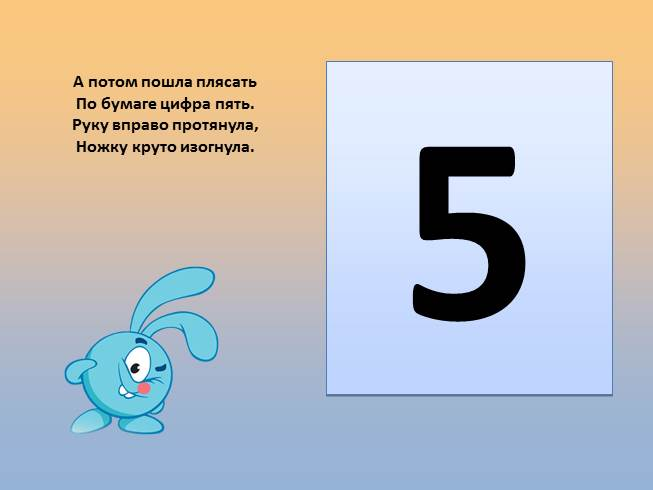 А потом пошла плясать
По бумаге цифра пять.
Руку вправо протянула,
Ножку круто изогнула.
5